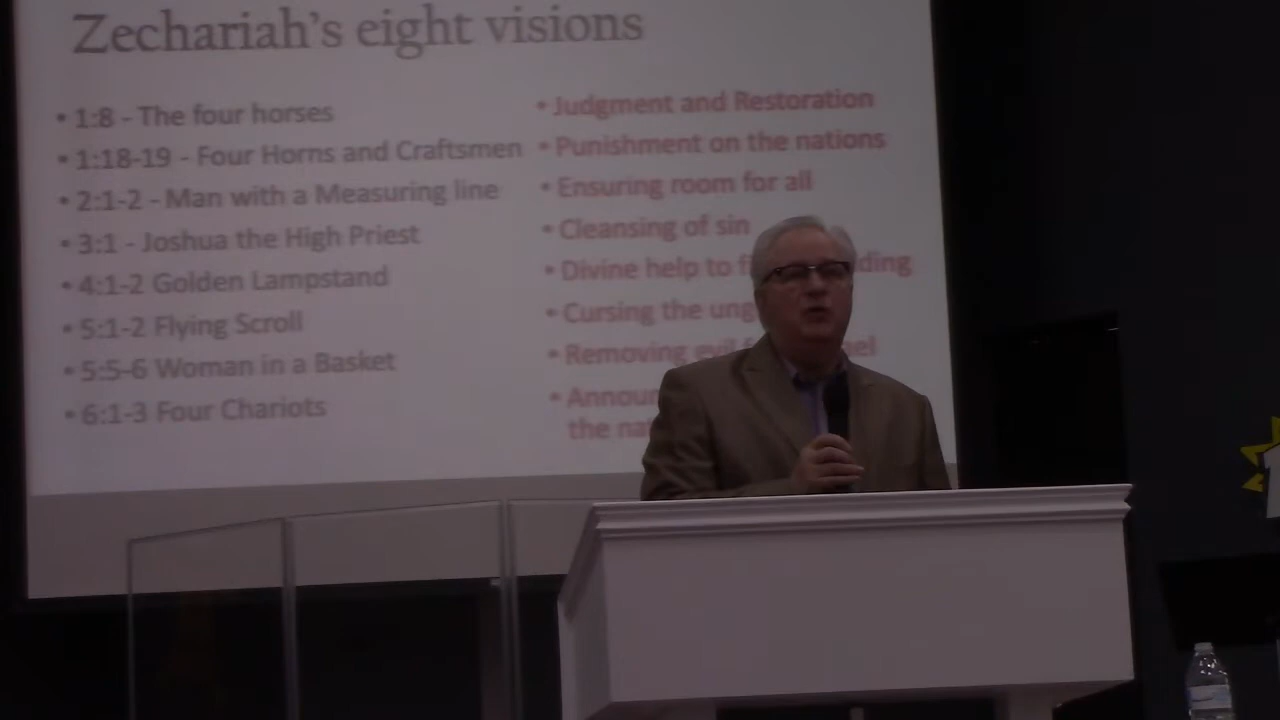 Zechariah's eight visions
• 1:8 - The four horses
• 1:18-19 - Four Horns and Craftsmen
• 2:1-2 - Man with a Measuring line
• 3:1 - Joshua the High Priest
• 4:1-2 Golden Lampstand
• 5:1-2 Flying Scroll
• 5:5-6 Woman in a Basket
• 6:1-3 Four Chariots
• Judgment and Restoration
• Punishment on the nations
• Ensuring room for all
• Cleansing of sin
• Divine help to
• Cursing the
• Removing evil
the